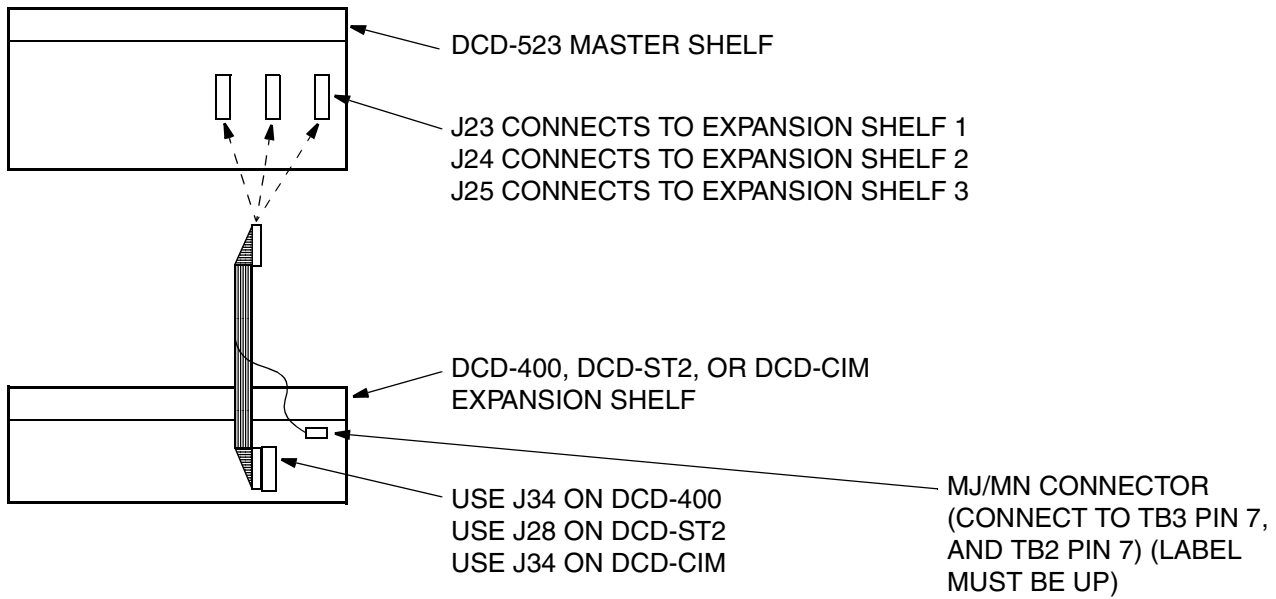 DCD-523 MASTER SHELF
J23 CONNECTS TO EXPANSION SHELF 1
J24 CONNECTS TO EXPANSION SHELF 2
J25 CONNECTS TO EXPANSION SHELF 3
DCD-400, DCD-ST2, OR DCD-CIM
EXPANSION SHELF
USE J34 ON DCD-400
USE J28 ON DCD-ST2
USE J34 ON DCD-CIM
MJ/MN CONNECTOR
(CONNECT TO TB3 PIN 7,
AND TB2 PIN 7) (LABEL
MUST BE UP)